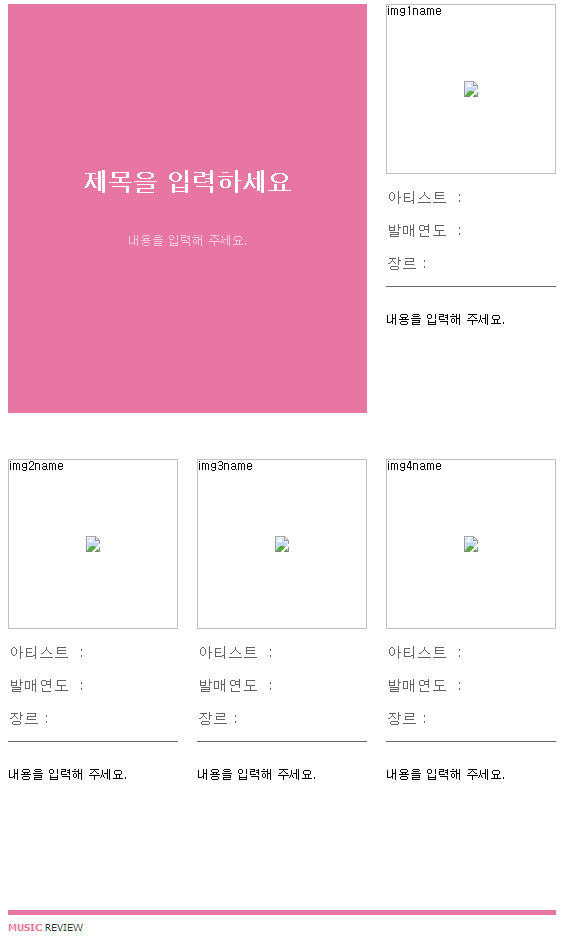 img1name
제목을 입력하세요
내용을 입력해 주세요.
아티스트 :
발매연도 :
장르 :
내용을 입력해 주세요.
img2name
아티스트 :
발매연도 :
장르 :
내용을 입력해 주세요.
img3name
아티스트 :
발매연도 :
장르 :
내용을 입력해 주세요.
img4name
아티스트 :
발매연도 :
장르 :
내용을 입력해 주세요.
MUSIC REVIEW